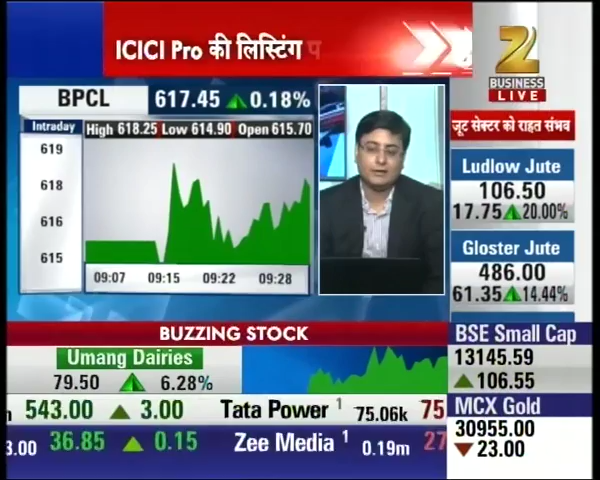 ICICI Pro की लिस्टिंग प
Z
BUSINESS
LIVE
BPCL 617.45 0.18%
Intraday High 618.25 Low 614.90 Open 615.70
619
618
616
615
09:07 09:15 09:22 09:28
जूट सेक्टर को राहत संभव
Ludlow Jute
106.50
17.75 20.00%
Gloster Jute
486.00
61.35 14.44%
BUZZING STOCK
Umang Dairies
79.50 6.28%
BSE Small Cap
13145.59
106.55
MCX Gold
30955.00
23.00
543.00 3.00 Tata Power 1 75.06k 75
3.00 36.85 0.15 Zee Media 1 0.19m 27